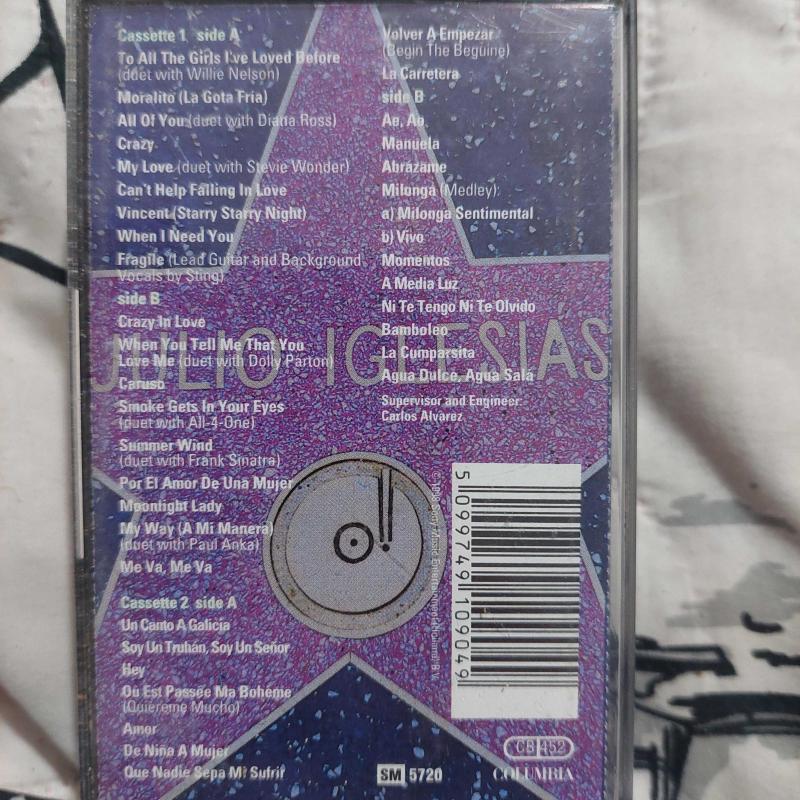 Cassette 1 side A
To All The Girls I've Loved Before
(duet with Willie Nelson)
Moralito (La Gota Fria)
All Of You (duet with Diana Ross)
Crazy
My Love (duet with Stevie Wonder)
Can't Help Falling In Love
Vincent (Starry Starry Night)
When I Need You
Fragile (Lead Guitar and Background
Vocals by Sting)
side B
Crazy In Love
When You Tell Me That You
Love Me (duet with Dolly Parton)
Caruso
Smoke Gets In Your Eyes
(duet with All-4-One)
Summer Wind
(duet with Frank Sinatra)
Por El Amor De Una Mujer
Moonlight Lady
My Way (A Mi Manera)
(duet with Paul Anka)
Me Va, Me Va
Cassette 2 side A
Un Canto A Galicia
Soy Un Truhán, Soy Un Señor
Hey
Où Est Passée Ma Bohème
(Quiereme Mucho)
Amor
De Niña A Mujer
Que Nadie Sepa Mi Sufrir
Volver A Empezar
(Begin The Beguine)
La Carretera
side B
Ae, Ao
Manuela
Abrázame
Milonga (Medley):
a) Milonga Sentimental
b) Vivo
Momentos
A Media Luz
Ni Te Tengo Ni Te Olvido
Bamboleo
La Cumparsita
Agua Dulce, Agua Salá
Supervisor and Engineer:
Carlos Alvarez
JULIO IGLESIAS
5 099749 109049
SM 5720
CB 452
COLUMBIA